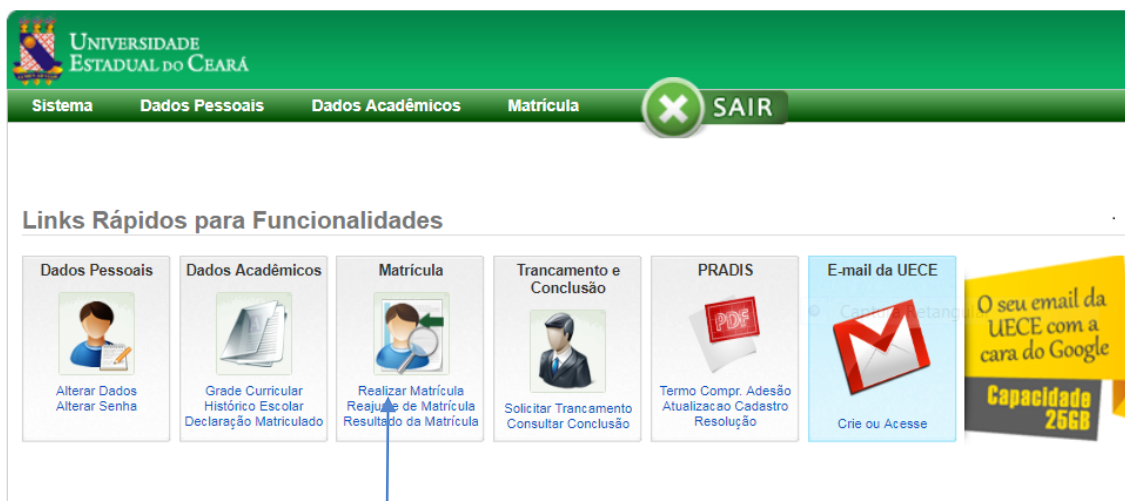 UNIVERSIDADE
ESTADUAL DO CEARÁ
Sistema Dados Pessoais Dados Acadêmicos Matrícula SAIR
Links Rápidos para Funcionalidades
Dados Pessoais
Alterar Dados
Alterar Senha
Dados Acadêmicos
Grade Curricular
Histórico Escolar
Declaração Matriculado
Matrícula
Realizar Matrícula
Reajuste de Matrícula
Resultado da Matrícula
Trancamento e
Conclusão
Solicitar Trancamento
Consultar Conclusão
PRADIS
PDF
Termo Compr. Adesão
Atualizacao Cadastro
Resolução
E-mail da UECE
Captura Retangular
Crie ou Acesse
O seu email da
UECE com a
cara do Google
Capacidade
25GB